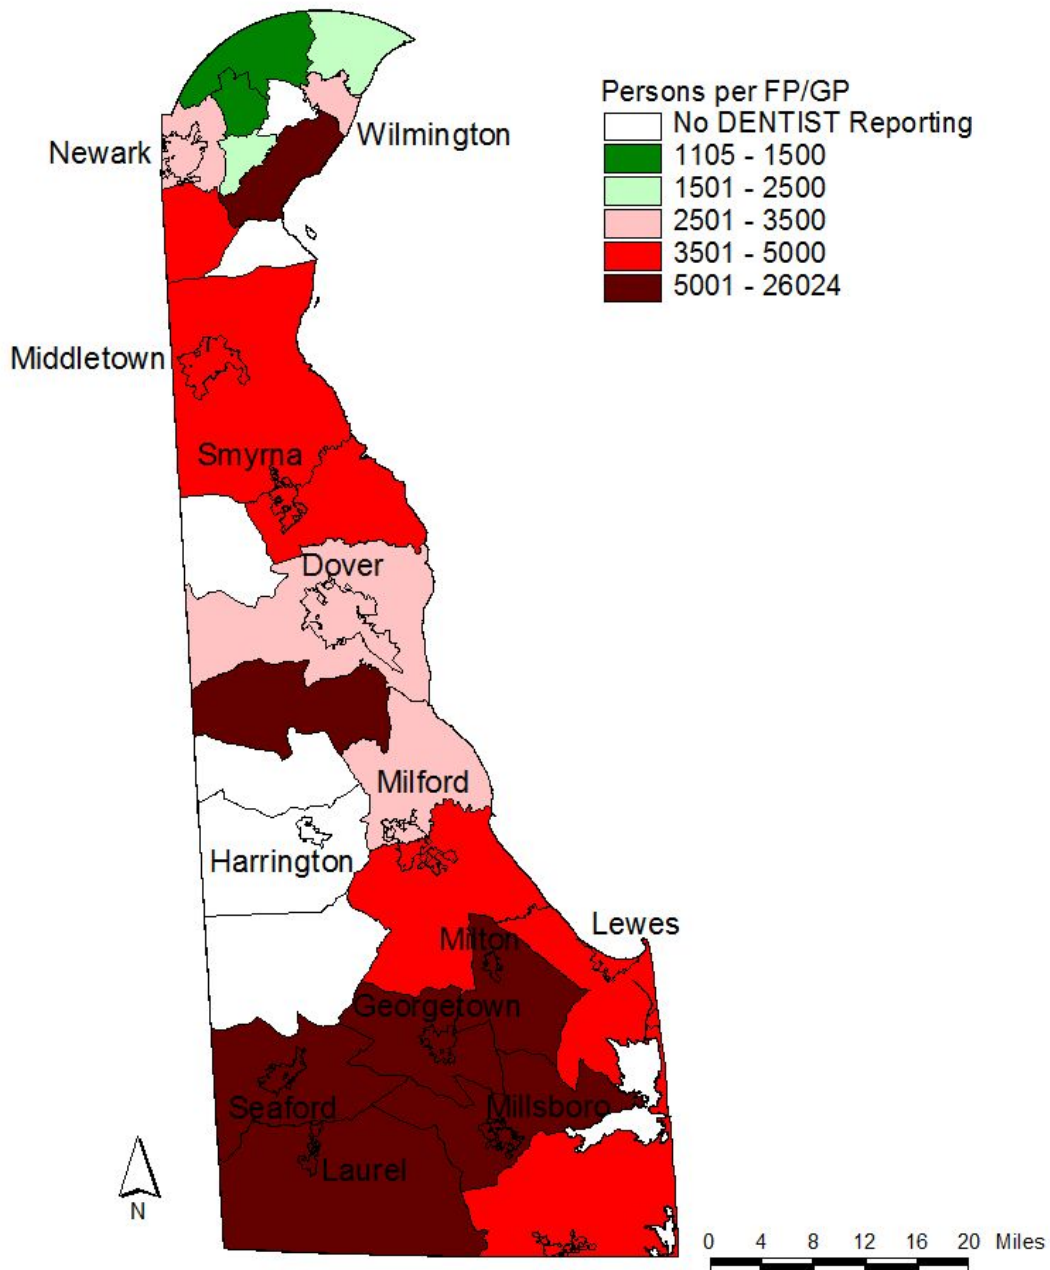 Persons per FP/GP
No DENTIST Reporting
1105 - 1500
1501 - 2500
2501 - 3500
3501 - 5000
5001 - 26024
Newark
Wilmington
Middletown
Smyrna
Dover
Milford
Harrington
Lewes
Milton
Georgetown
Seaford
Millsboro
Laurel
N
0 4 8 12 16 20 Miles